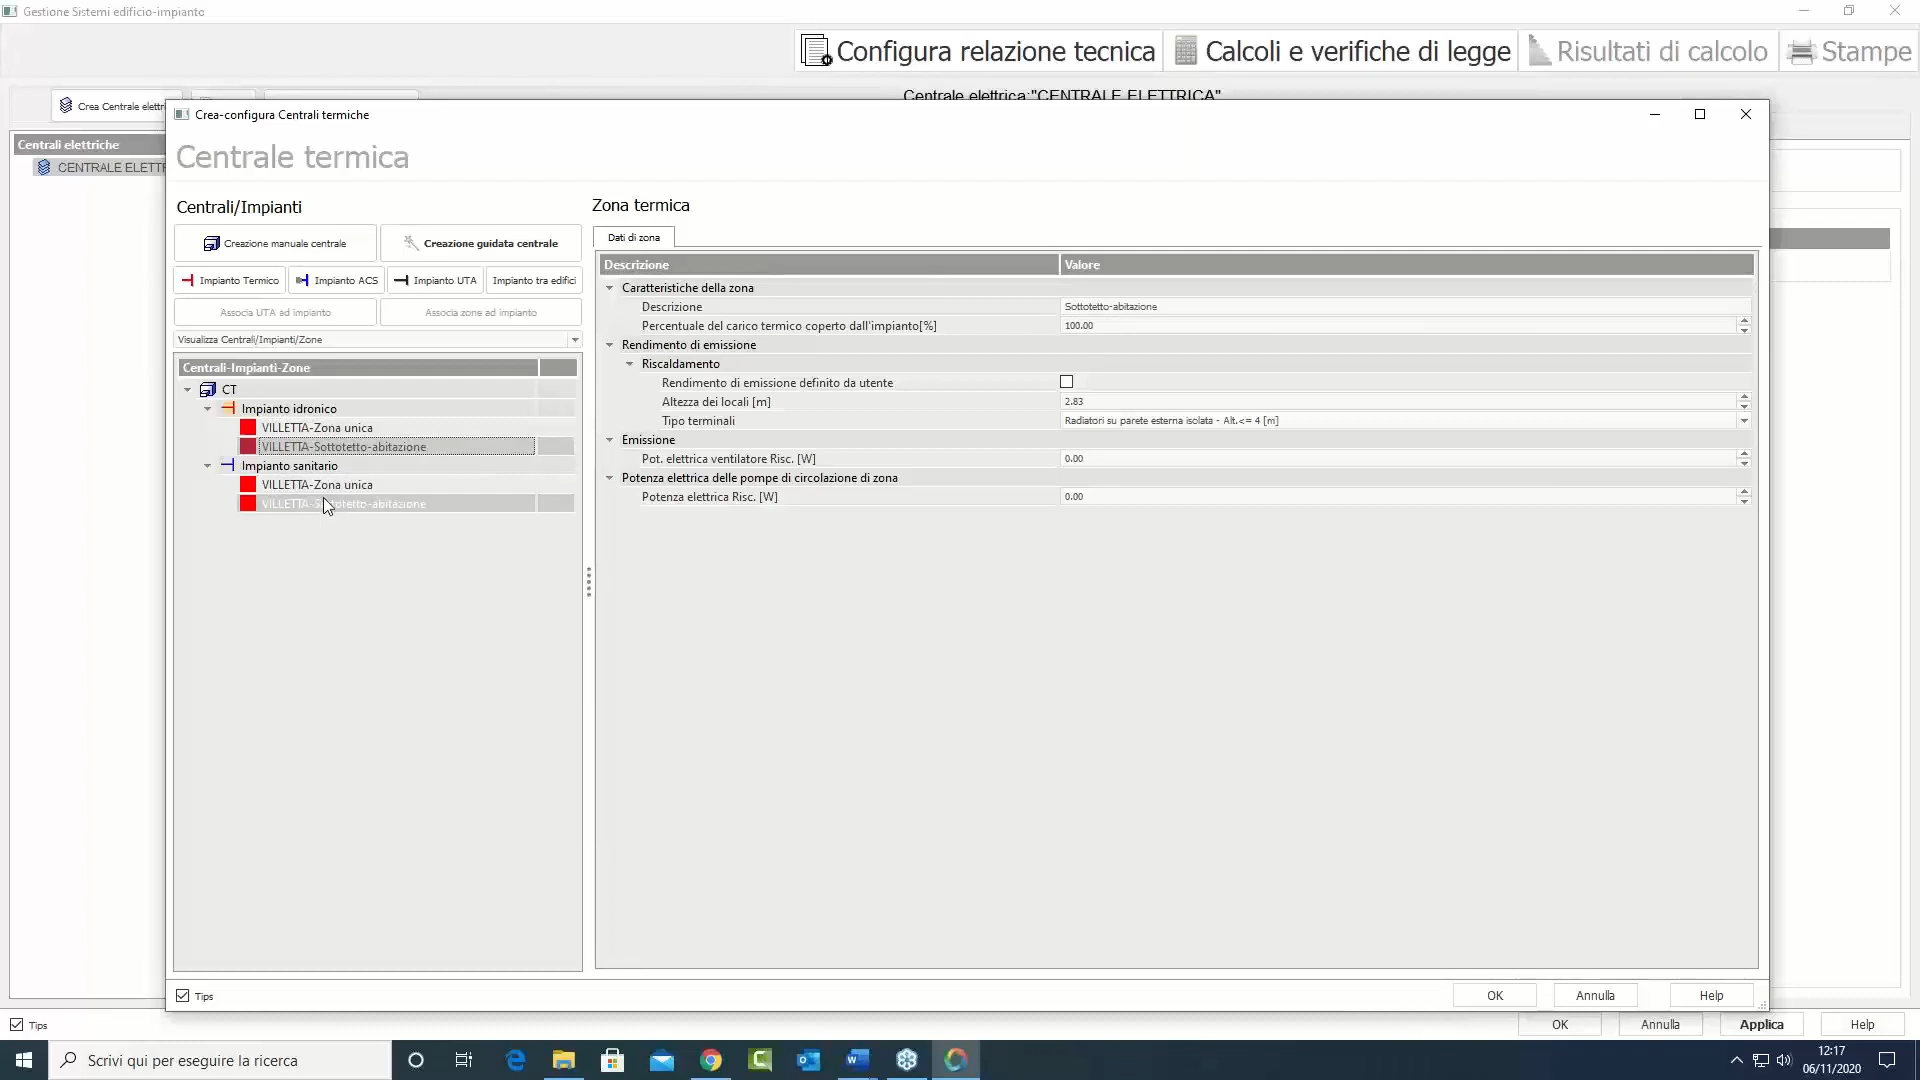 Gestione Sistemi edificio-impianto
Configura relazione tecnica
Calcoli e verifiche di legge
Risultati di calcolo
Stampe
Crea Centrale elettr
Centrale elettrica:"CENTRALE ELETTRICA"
Crea-configura Centrali termiche
Centrali elettriche
CENTRALE ELETTR
Centrale termica
Centrali/Impianti
Zona termica
Creazione manuale centrale
Creazione guidata centrale
Dati di zona
Impianto Termico
Impianto ACS
Impianto UTA
Impianto tra edifici
Associa UTA ad impianto
Associa zone ad impianto
Visualizza Centrali/Impianti/Zone
Centrali-Impianti-Zone
CT
Impianto idronico
VILLETTA-Zona unica
VILLETTA-Sottotetto-abitazione
Impianto sanitario
VILLETTA-Zona unica
VILLETTA-Sottotetto-abitazione
Descrizione Valore
Caratteristiche della zona
Descrizione Sottotetto-abitazione
Percentuale del carico termico coperto dall'impianto[%] 100.00
Rendimento di emissione
Riscaldamento
Rendimento di emissione definito da utente
Altezza dei locali [m] 2.83
Tipo terminali Radiatori su parete esterna isolata - Alt.<= 4 [m]
Emissione
Pot. elettrica ventilatore Risc. [W] 0.00
Potenza elettrica delle pompe di circolazione di zona
Potenza elettrica Risc. [W] 0.00
Tips
OK
Annulla
Help
Tips
OK
Annulla
Applica
Help
Scrivi qui per eseguire la ricerca
12:17
06/11/2020